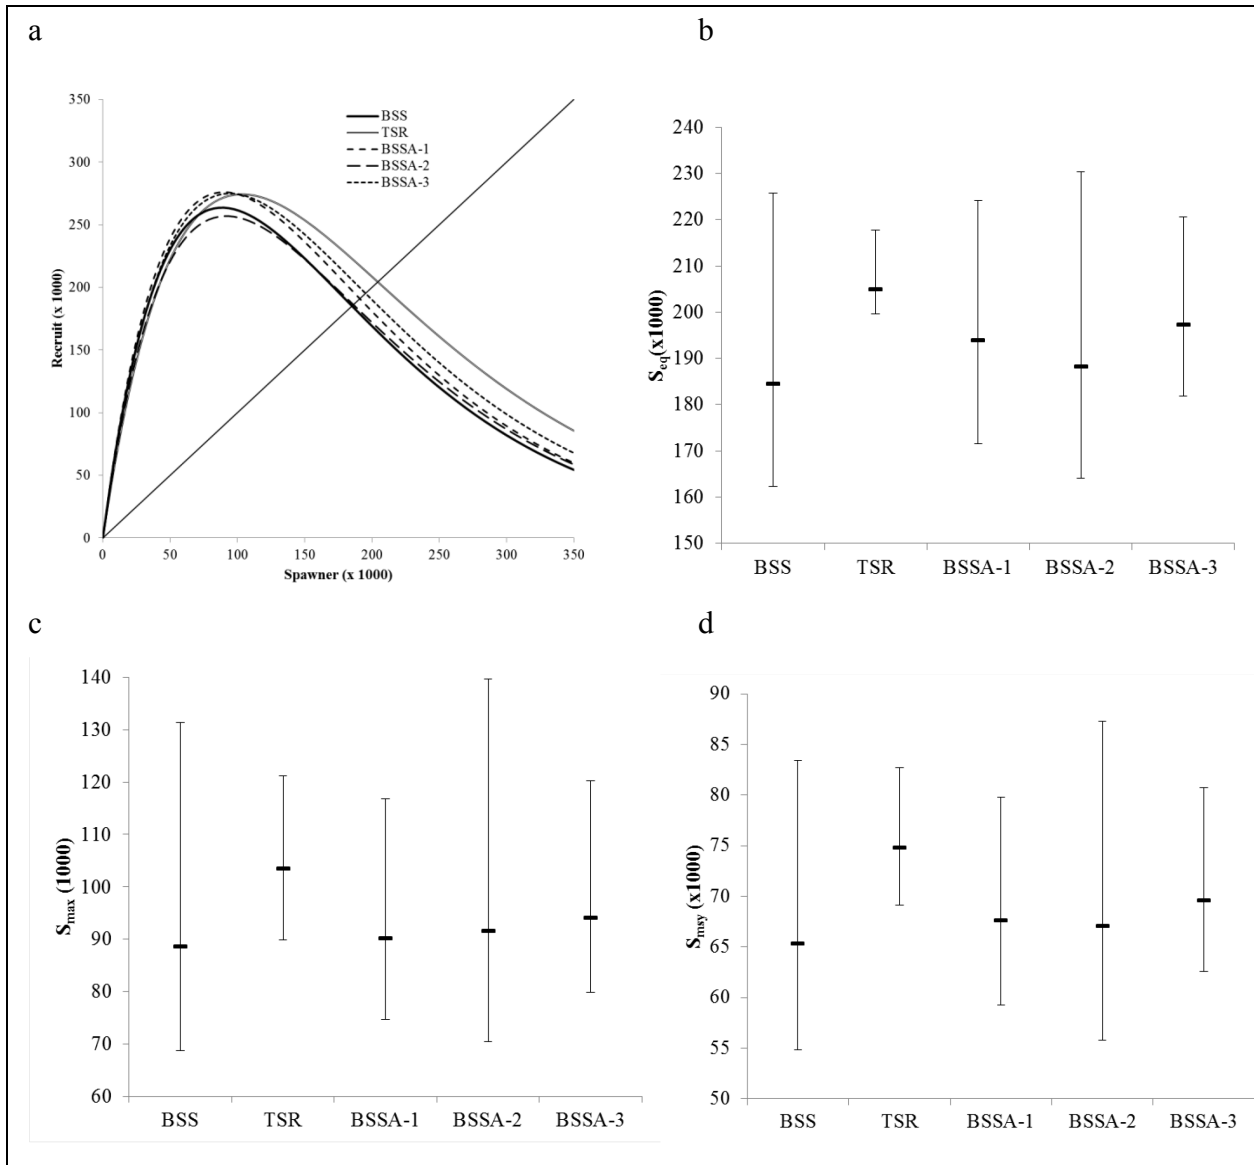 a
350
300
250
200
150
100
50
0
Recruit (x 1000)
BSS
TSR
BSSA-1
BSSA-2
BSSA-3
0 50 100 150 200 250 300 350
Spawner (x 1000)
b
240
230
220
210
200
190
180
170
160
150
Seq(x1000)
BSS TSR BSSA-1 BSSA-2 BSSA-3
c
140
130
120
110
100
90
80
70
60
Smax (1000)
BSS TSR BSSA-1 BSSA-2 BSSA-3
d
90
85
80
75
70
65
60
55
50
Smsy (x1000)
BSS TSR BSSA-1 BSSA-2 BSSA-3